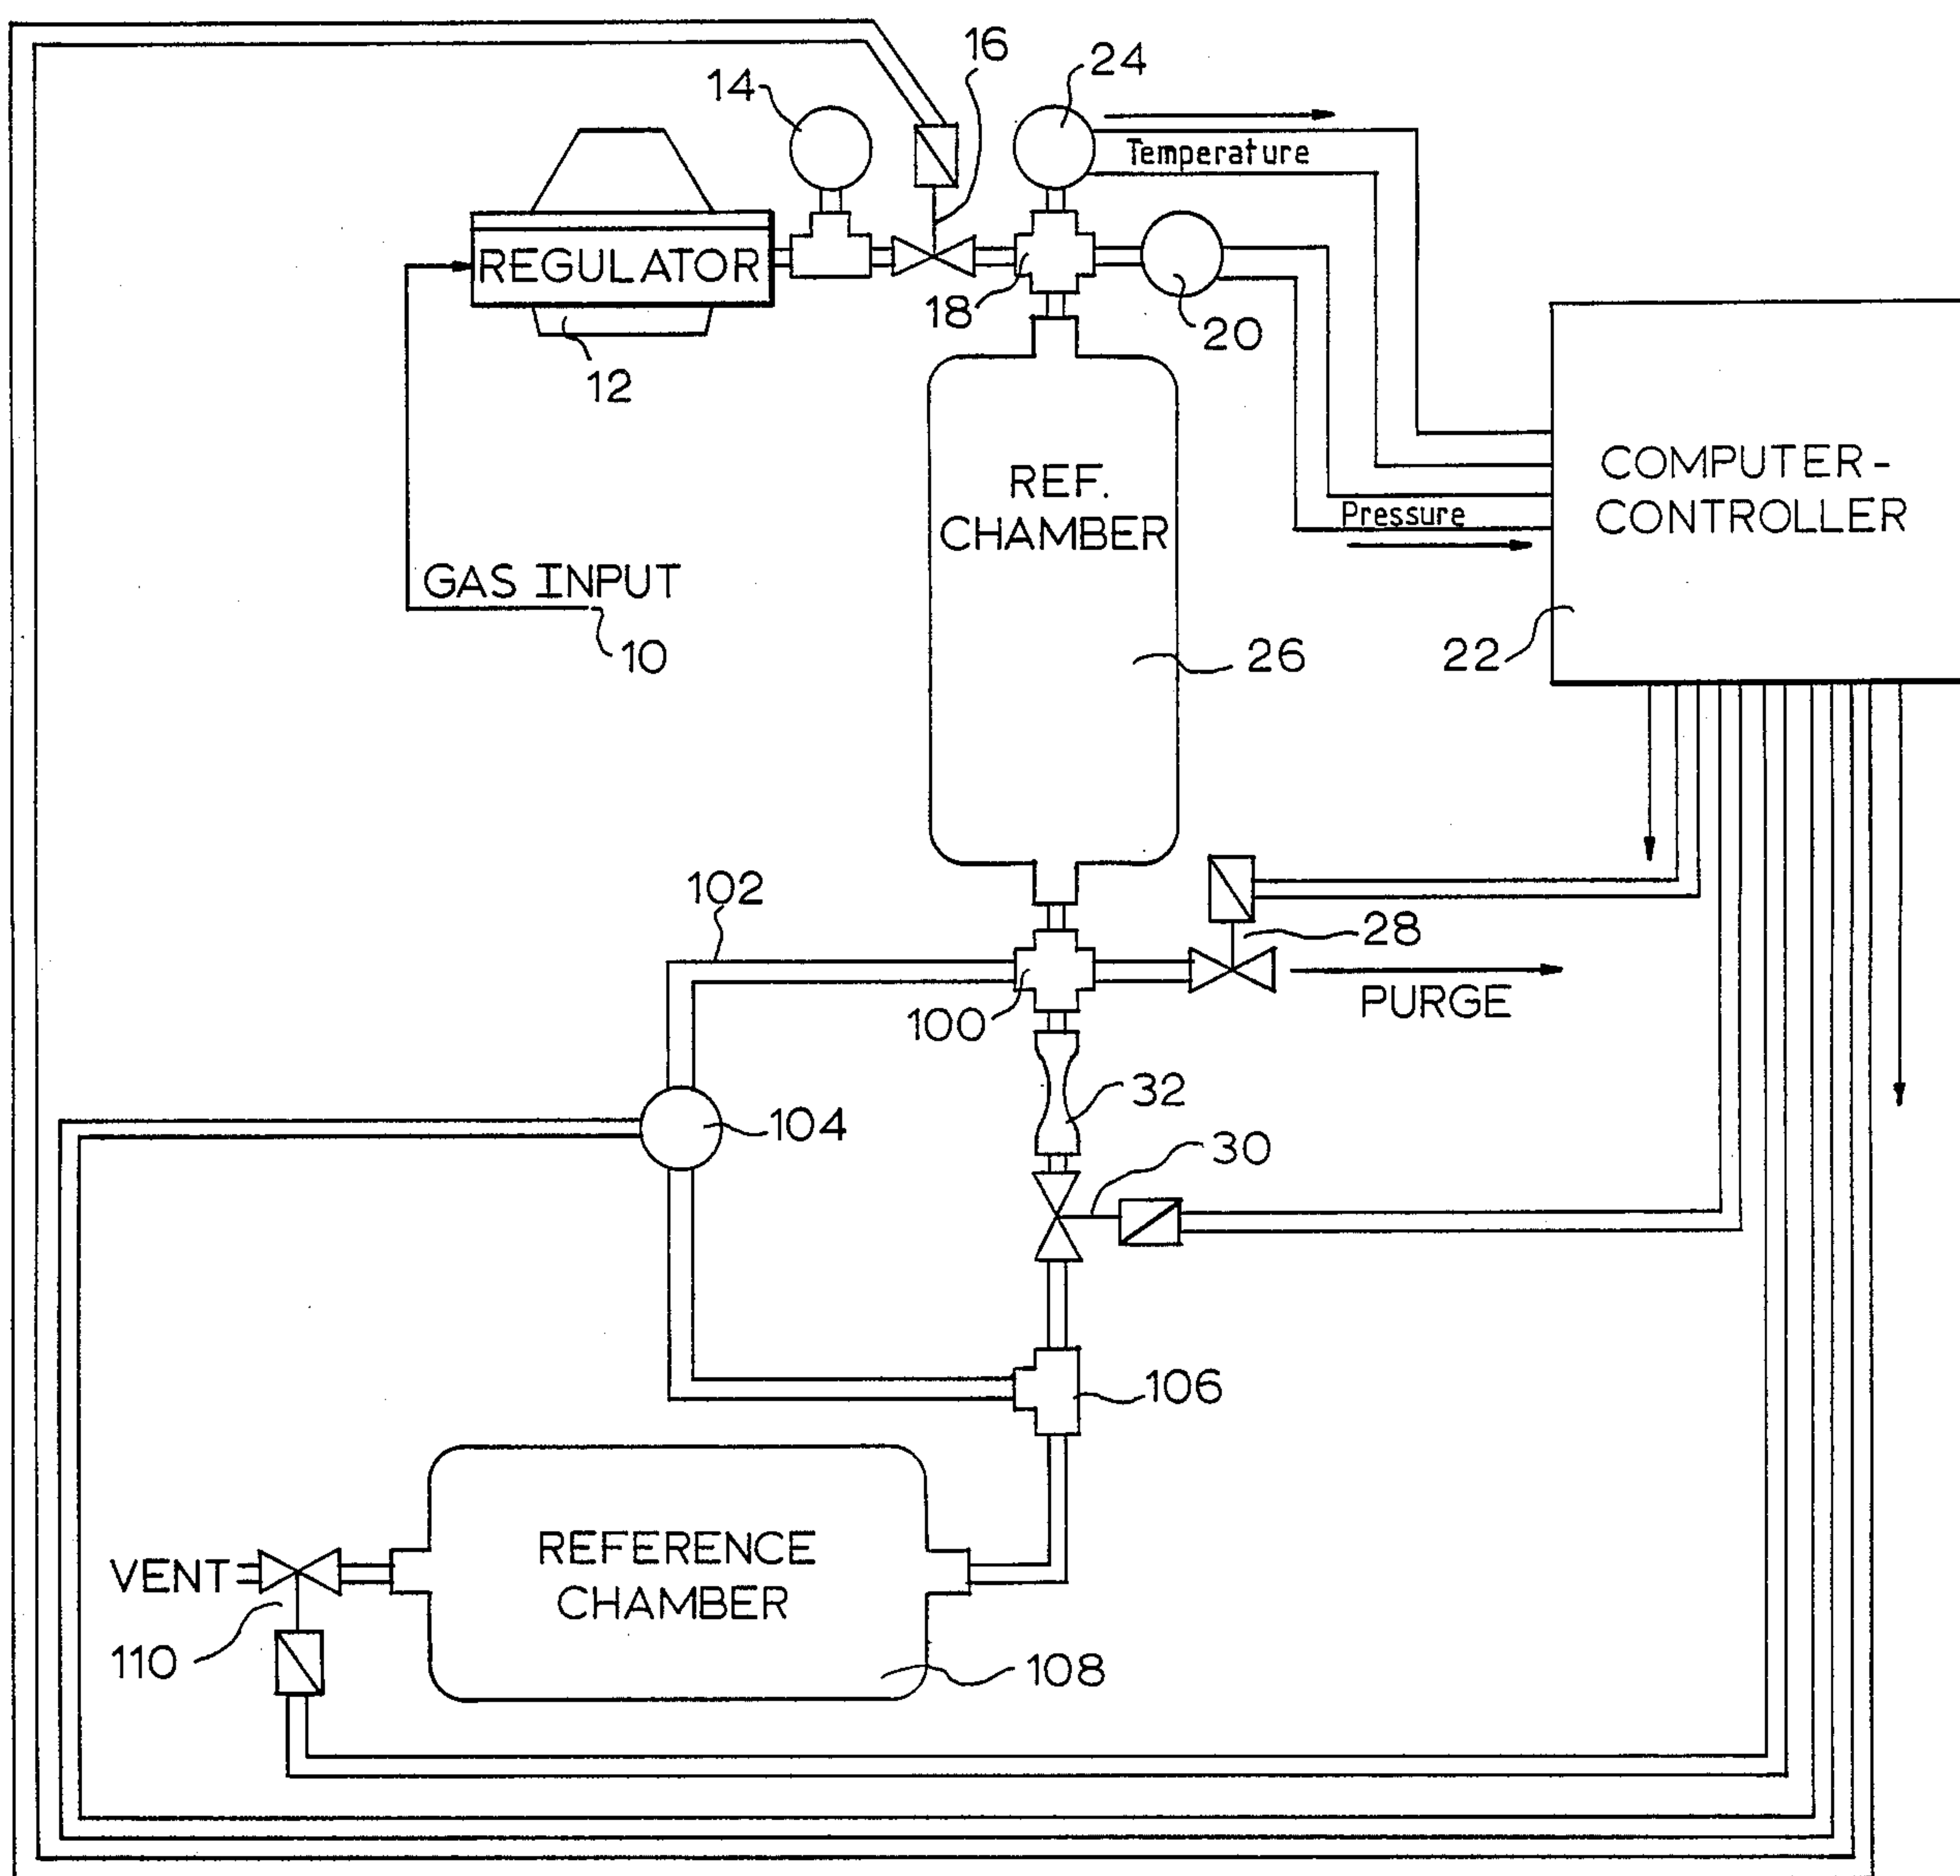 16
24
14
Temperature
REGULATOR
18
20
12
REF.
CHAMBER
COMPUTER-
CONTROLLER
Pressure
GAS INPUT
10
26
22
102
28
PURGE
100
32
104
30
106
REFERENCE
CHAMBER
VENT
110
108